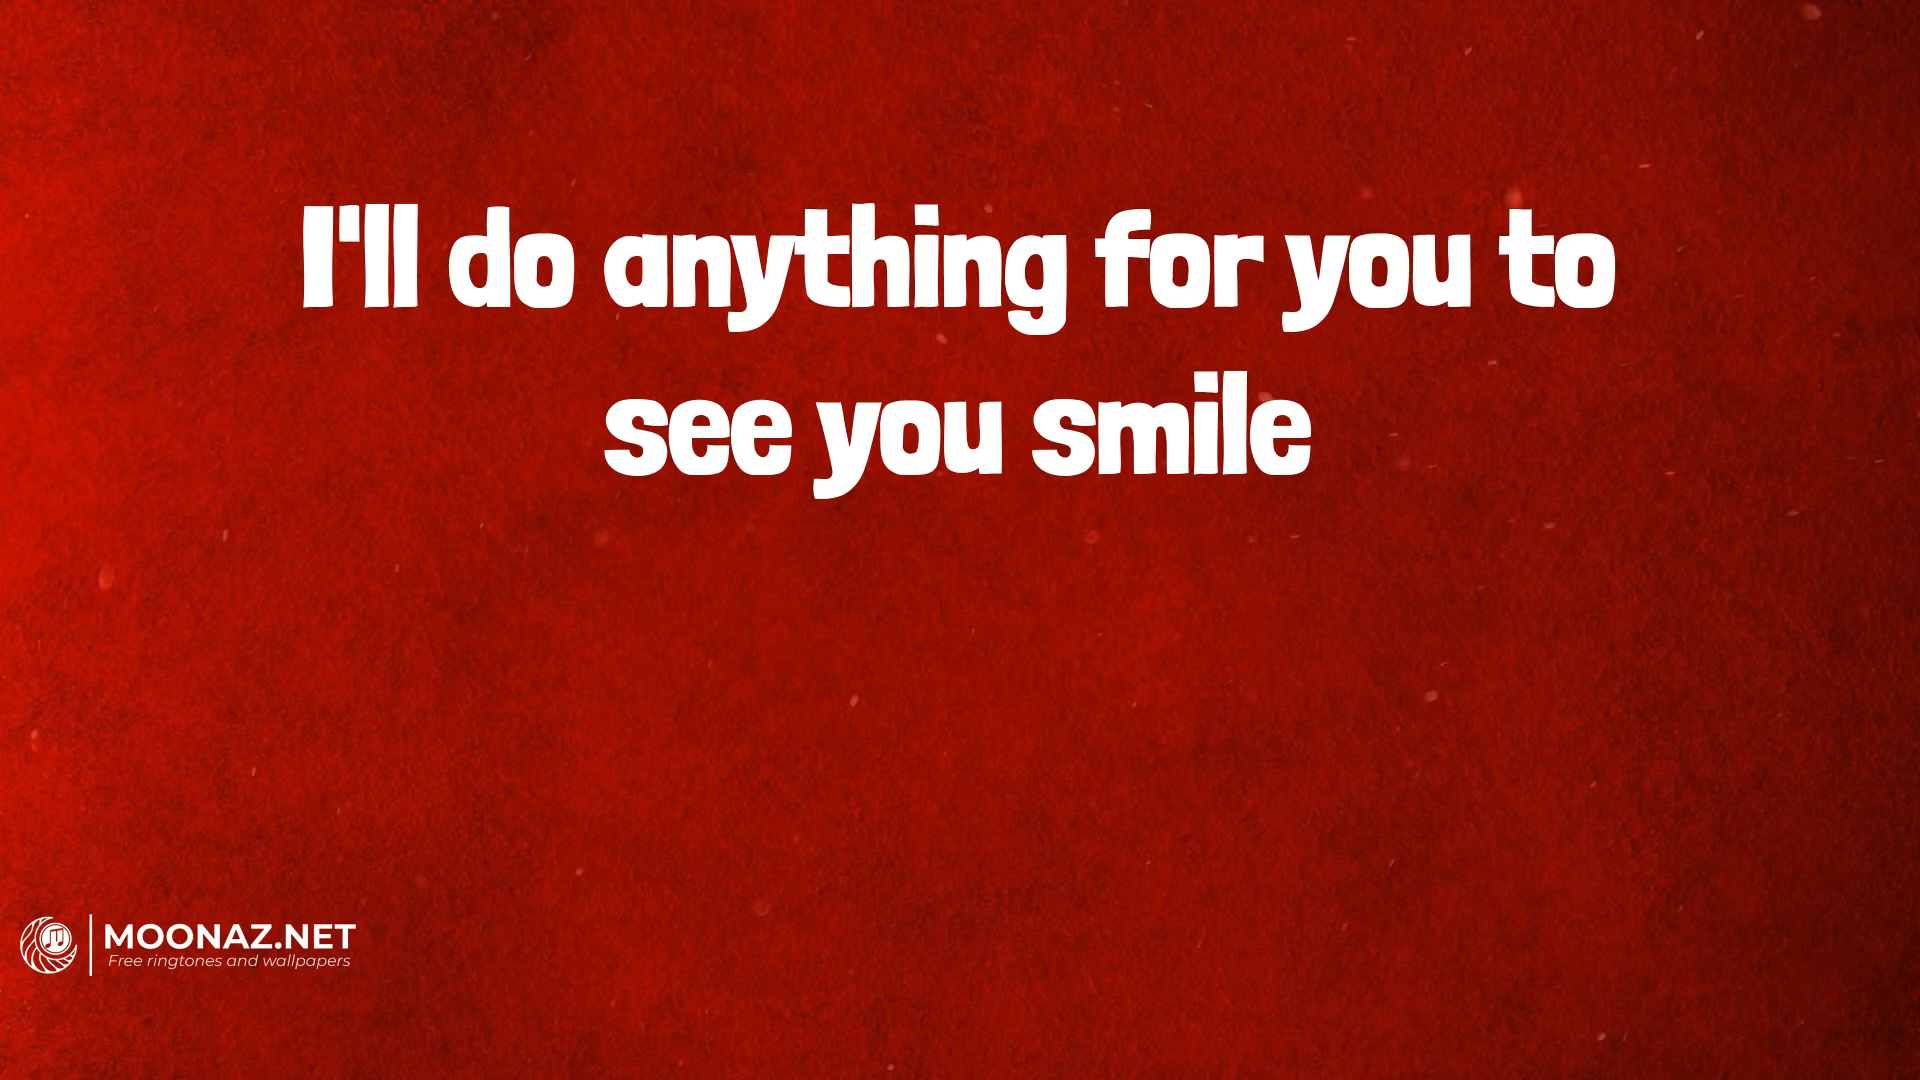 I'll do anything for you to
see you smile
MOONAZ.NET
Free ringtones and wallpapers